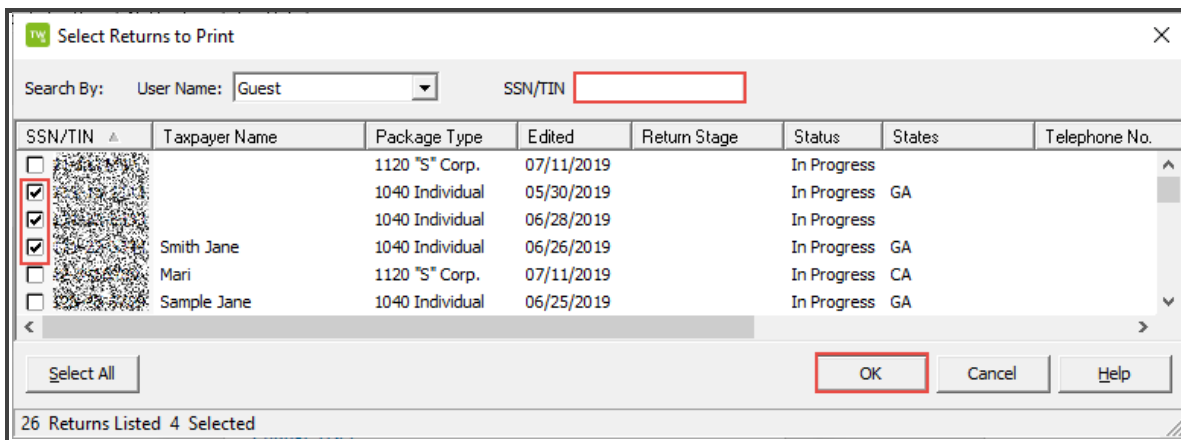 TW Select Returns to Print
Search By: User Name: Guest SSN/TIN
SSN/TIN Taxpayer Name Package Type Edited Return Stage Status States Telephone No.
1120 "S" Corp. 07/11/2019 In Progress
1040 Individual 05/30/2019 In Progress GA
1040 Individual 06/28/2019 In Progress
Smith Jane 1040 Individual 06/26/2019 In Progress GA
Mari 1120 "S" Corp. 07/11/2019 In Progress CA
Sample Jane 1040 Individual 06/25/2019 In Progress GA
Select All OK Cancel Help
26 Returns Listed 4 Selected